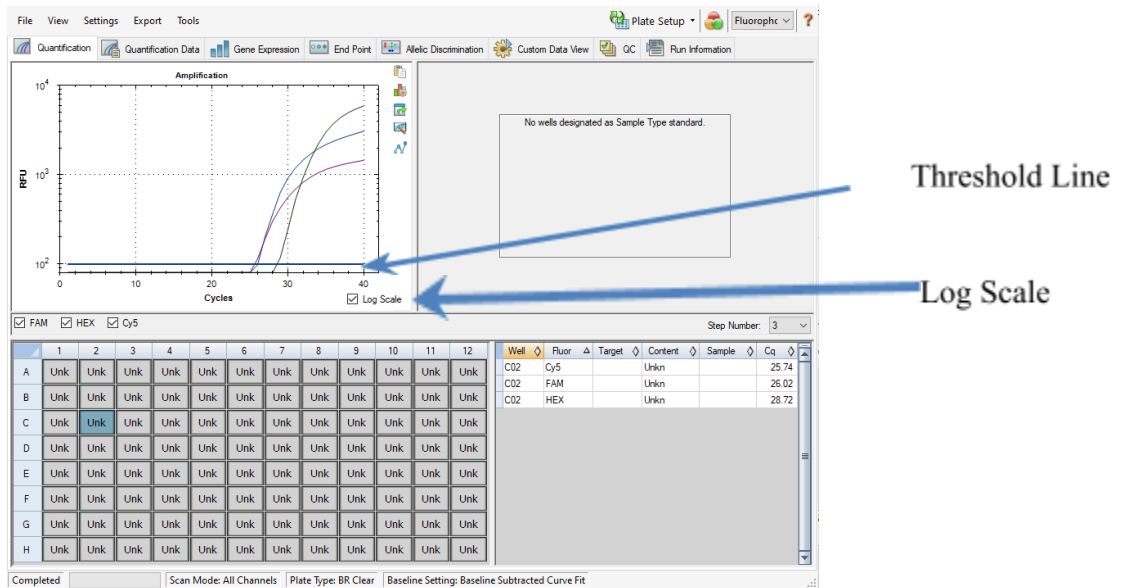 File View Settings Export Tools Plate Setup Fluorophc ?
Quantification Quantification Data Gene Expression End Point Allelic Discrimination Custom Data View QC Run Information
Amplification
10^4
10^3
10^2
RFU
0 10 20 30 40
Cycles
Log Scale
No wells designated as Sample Type standard.
Threshold Line
Log Scale
FAM HEX Cy5
Step Number: 3
1 2 3 4 5 6 7 8 9 10 11 12
A Unk Unk Unk Unk Unk Unk Unk Unk Unk Unk Unk Unk
B Unk Unk Unk Unk Unk Unk Unk Unk Unk Unk Unk Unk
C Unk Unk Unk Unk Unk Unk Unk Unk Unk Unk Unk Unk
D Unk Unk Unk Unk Unk Unk Unk Unk Unk Unk Unk Unk
E Unk Unk Unk Unk Unk Unk Unk Unk Unk Unk Unk Unk
F Unk Unk Unk Unk Unk Unk Unk Unk Unk Unk Unk Unk
G Unk Unk Unk Unk Unk Unk Unk Unk Unk Unk Unk Unk
H Unk Unk Unk Unk Unk Unk Unk Unk Unk Unk Unk Unk
Well Fluor Target Content Sample Cq
C02 Cy5 Unkn 25.74
C02 FAM Unkn 26.02
C02 HEX Unkn 28.72
Completed Scan Mode: All Channels Plate Type: BR Clear Baseline Setting: Baseline Subtracted Curve Fit